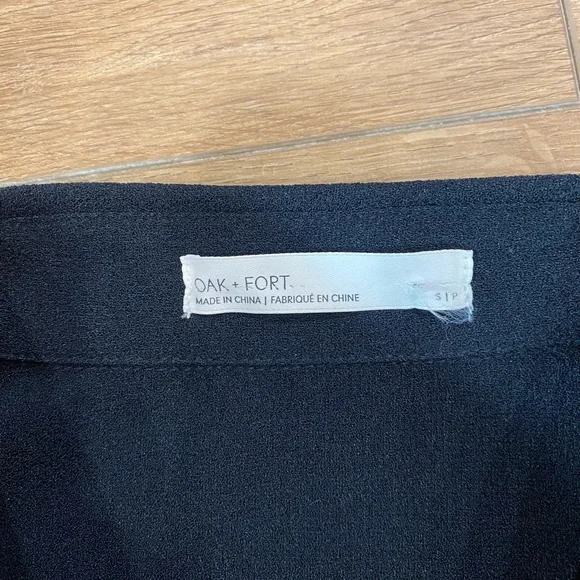 OAK + FORT
MADE IN CHINA | FABRIQUÉ EN CHINE
S | P